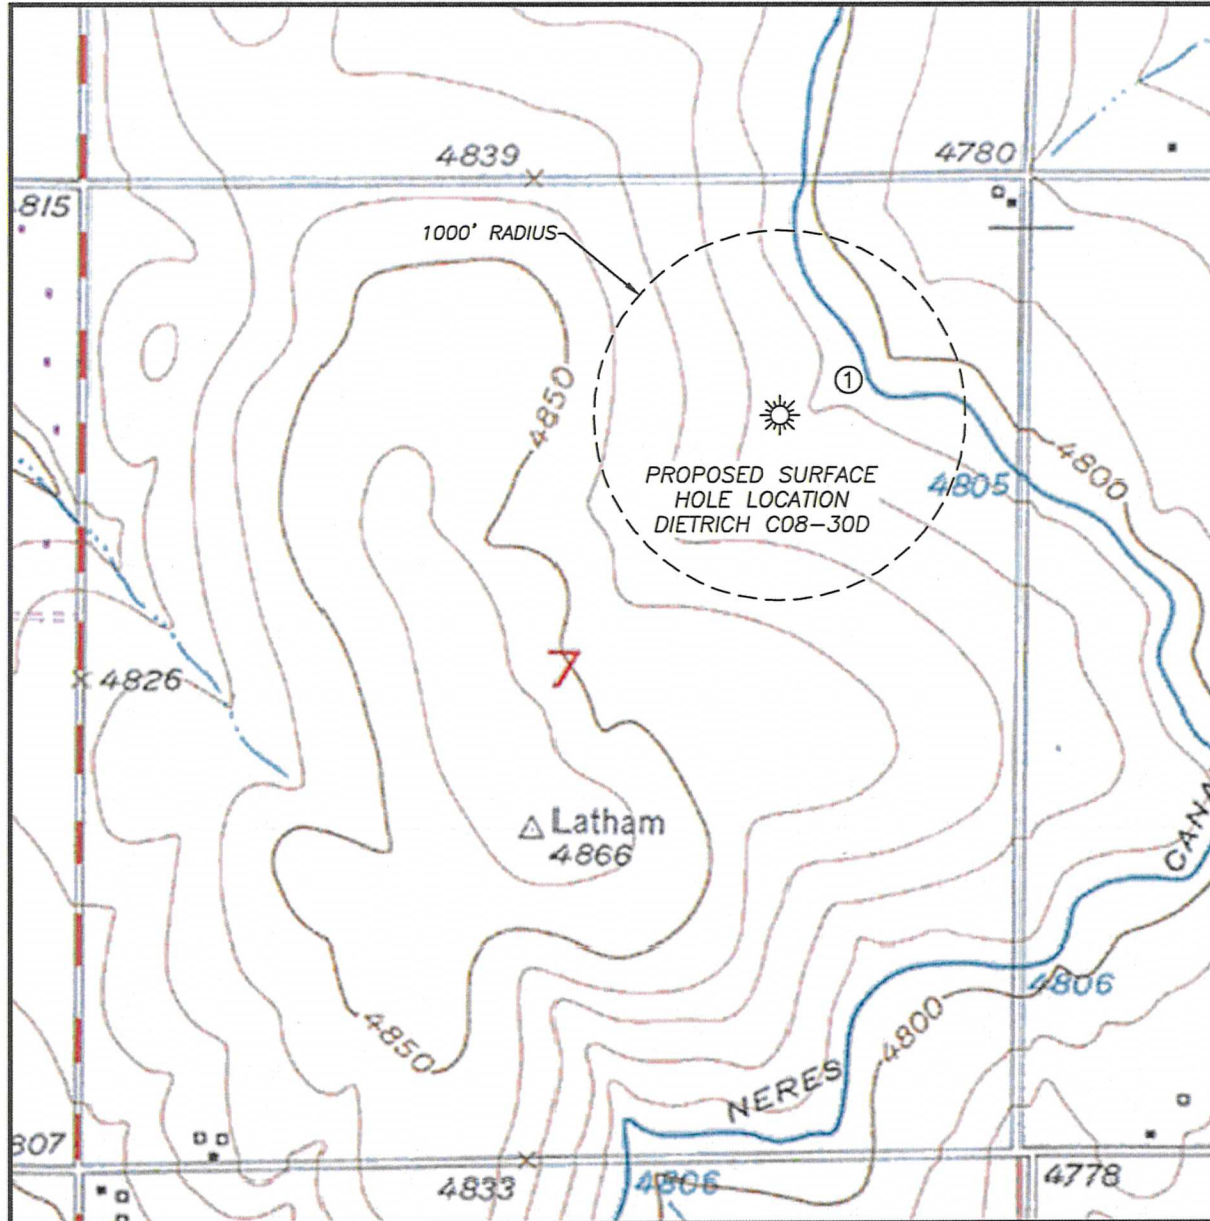 4839
4780
815
1000' RADIUS
4850
1
PROPOSED SURFACE
HOLE LOCATION
DIETRICH C08-30D
4805
4800
7
4826
Latham
4866
CANA
4806
4850
4800
NERES
807
4833
4806
4778